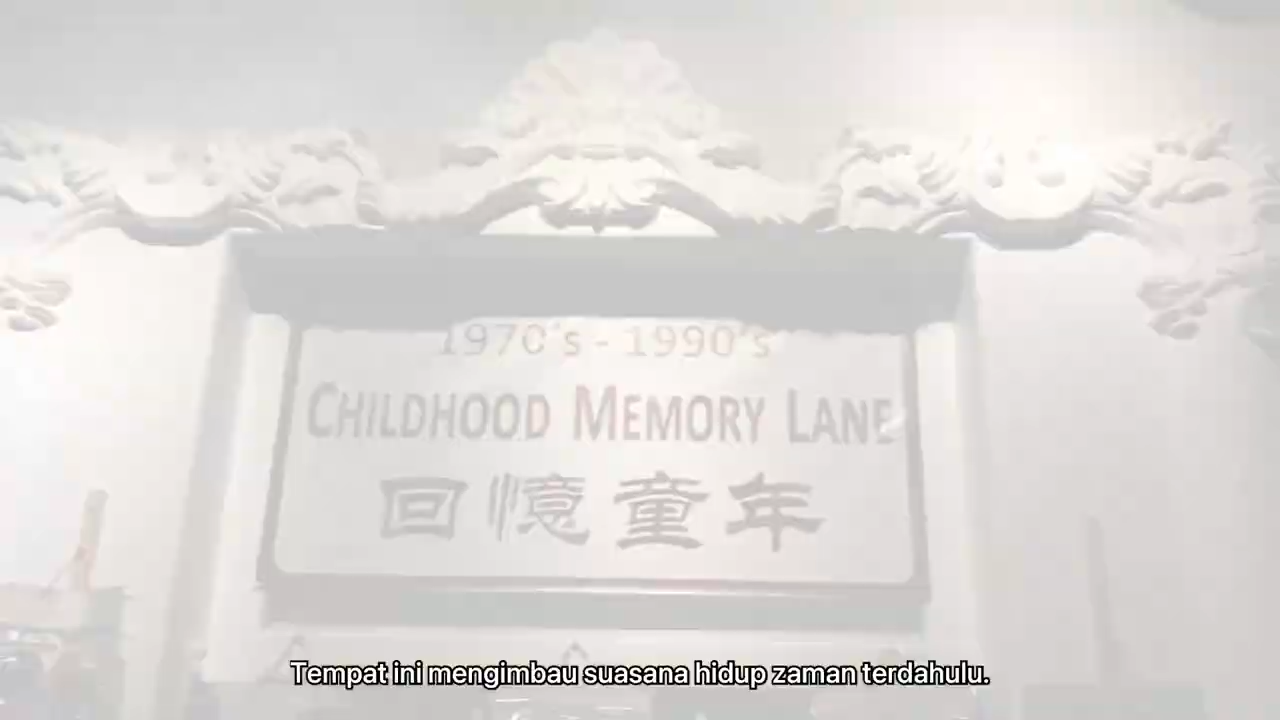 1970's - 1990's
CHILDHOOD MEMORY LANE
回憶童年
Tempat ini mengimbau suasana hidup zaman terdahulu.